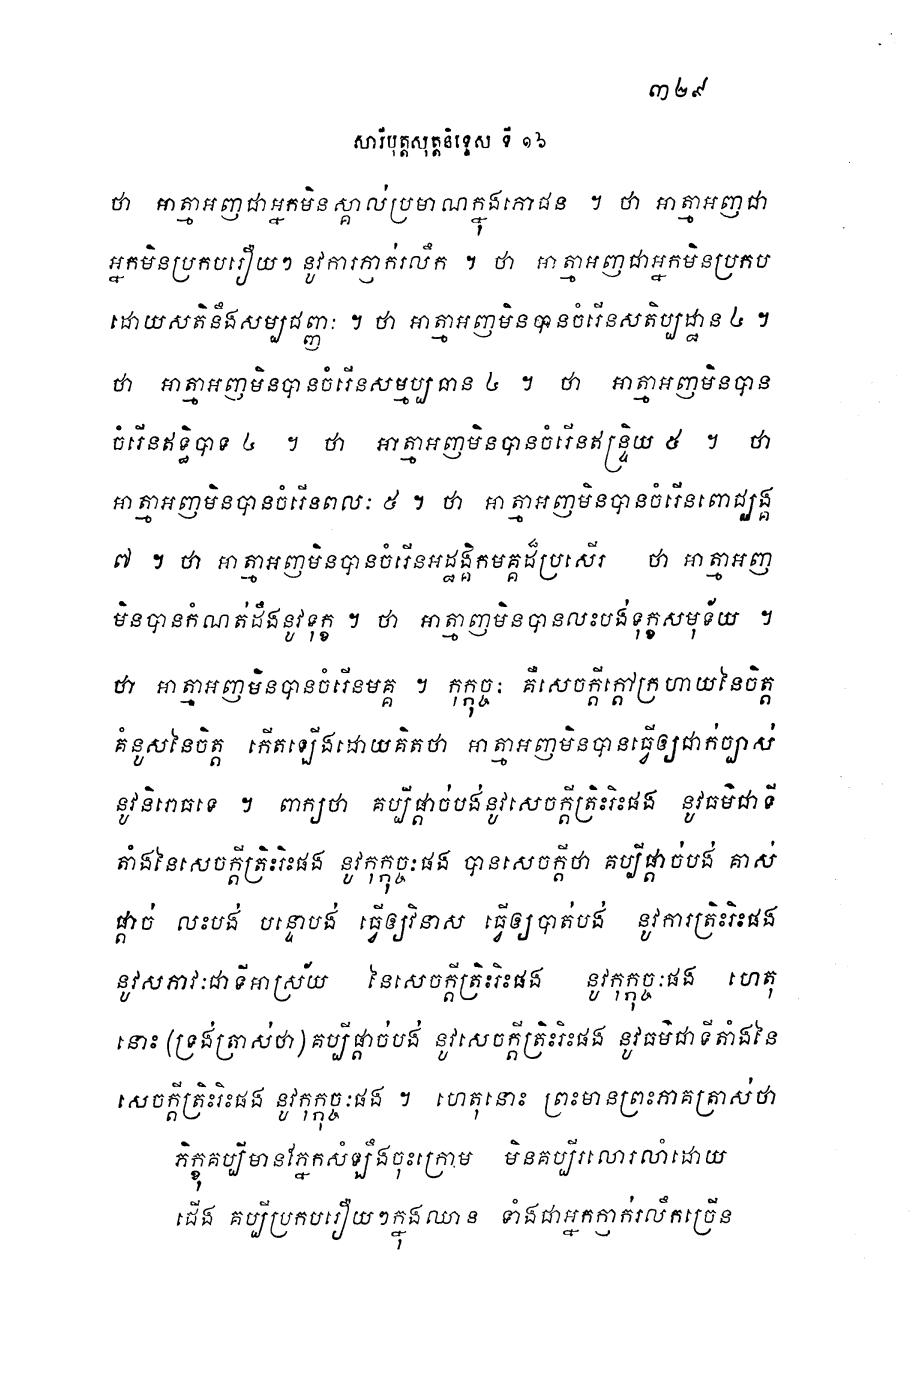 ៣២៩
សារីបុត្តសុត្តនិទ្ទេស ទី ១៦
ថា អាត្មាអញជាអ្នកមិនស្គាល់ប្រមាណក្នុងភោជន ។ ថា អាត្មាអញជា
អ្នកមិនប្រកបរឿយៗ នូវការភ្ញាក់រលឹក ។ ថា អាត្មាអញជាអ្នកមិនប្រកប
ដោយសតិនឹងសម្បជញ្ញៈ ។ ថា អាត្មាអញមិនបានចំរើនសតិប្បដ្ឋាន ៤ ។
ថា អាត្មាអញមិនបានចំរើនសម្មប្បធាន ៤ ។ ថា អាត្មាអញមិនបាន
ចំរើនឥទ្ធិបាទ ៤ ។ ថា អាត្មាអញមិនបានចំរើនឥន្ទ្រិយ ៥ ។ ថា
អាត្មាអញមិនបានចំរើនពលៈ ៥ ។ ថា អាត្មាអញមិនបានចំរើនពោជ្ឈង្គ
៧ ។ ថា អាត្មាអញមិនបានចំរើនអដ្ឋង្គិកមគ្គដ៏ប្រសើរ ថា អាត្មាអញ
មិនបានកំណត់ដឹងនូវទុក្ខ ។ ថា អាត្មាញមិនបានលះបង់ទុក្ខសមុទ័យ ។
ថា អាត្មាអញមិនបានចំរើនមគ្គ ។ កុក្កុច្ចៈ គឺសេចក្តីក្តៅក្រហាយនៃចិត្ត
គំនូសនៃចិត្ត កើតឡើងដោយគិតថា អាត្មាអញមិនបានធ្វើឲ្យជាក់ច្បាស់
នូវនិរោធទេ ។ ពាក្យថា គប្បីផ្តាច់បង់នូវសេចក្តីត្រិះរិះផង នូវធម៌ជាទី
តាំងនៃសេចក្តីត្រិះរិះផង នូវកុក្កុច្ចៈផង បានសេចក្តីថា គប្បីផ្តាច់បង់ គាស់
ផ្តាច់ លះបង់ បន្ទោបង់ ធ្វើឲ្យវិនាស ធ្វើឲ្យបាត់បង់ នូវការត្រិះរិះផង
នូវសភាវៈជាទីអាស្រ័យ នៃសេចក្តីត្រិះរិះផង នូវកុក្កុច្ចៈផង ហេតុ
នោះ (ទ្រង់ត្រាស់ថា) គប្បីផ្តាច់បង់ នូវសេចក្តីត្រិះរិះផង នូវធម៌ជាទីតាំងនៃ
សេចក្តីត្រិះរិះផង នូវកុក្កុច្ចៈផង ។ ហេតុនោះ ព្រះមានព្រះភាគត្រាស់ថា
ភិក្ខុគប្បីមានភ្នែកសំឡឹងចុះក្រោម មិនគប្បីរលោរលាំដោយ
ជើង គប្បីប្រកបរឿយៗក្នុងឈាន ទាំងជាអ្នកភ្ញាក់រលឹកច្រើន